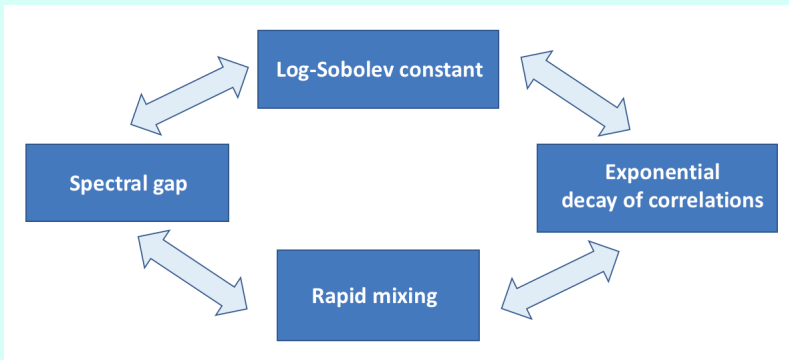 Log-Sobolev constant
Spectral gap
Exponential
decay of correlations
Rapid mixing